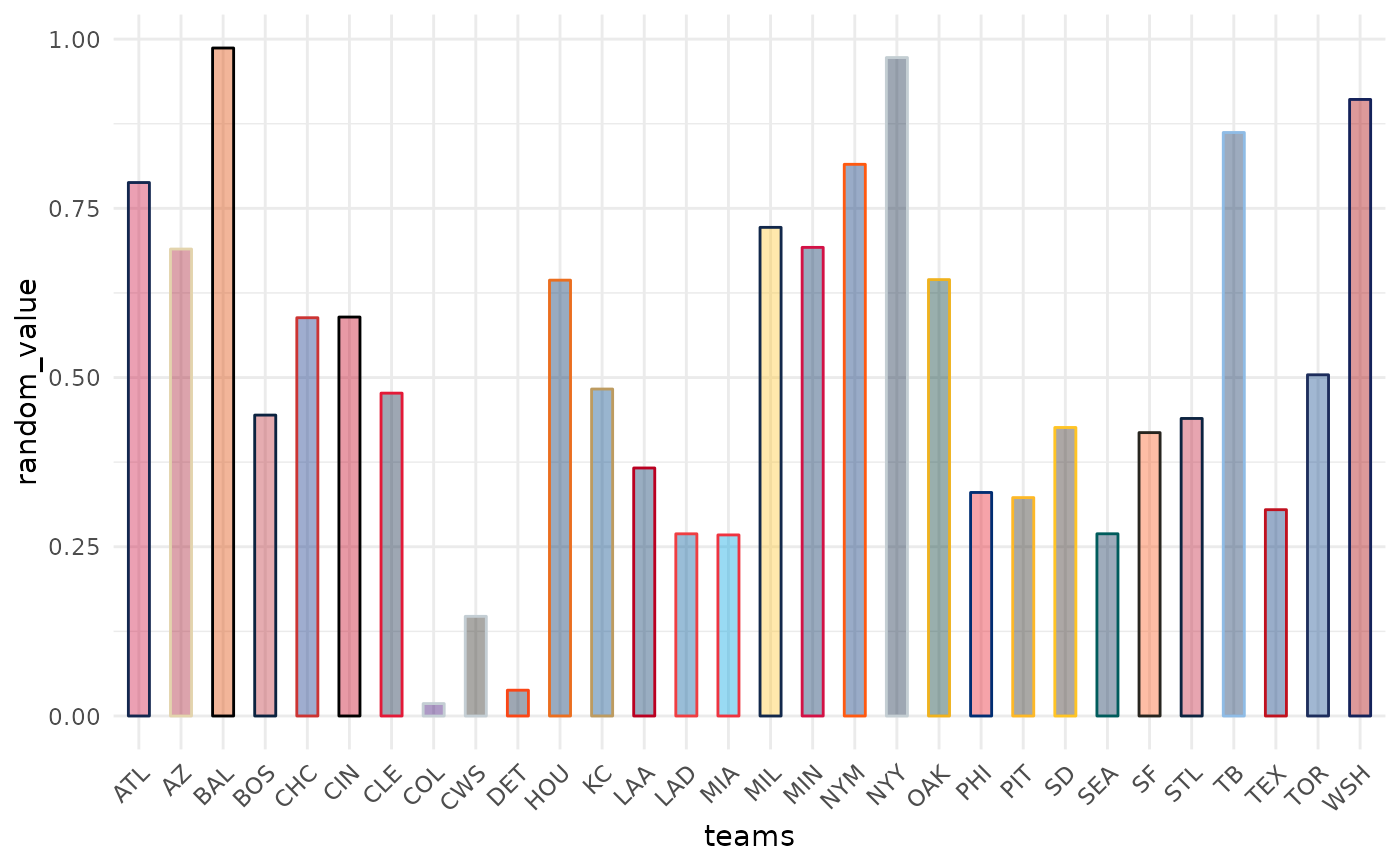 1.00
0.75
0.50
0.25
0.00
random_value
ATL
AZ
BAL
BOS
CHC
CIN
CLE
COL
CWS
DET
HOU
KC
LAA
LAD
MIA
MIL
MIN
NYM
NYY
OAK
PHI
PIT
SD
SEA
SF
STL
TB
TEX
TOR
WSH
teams